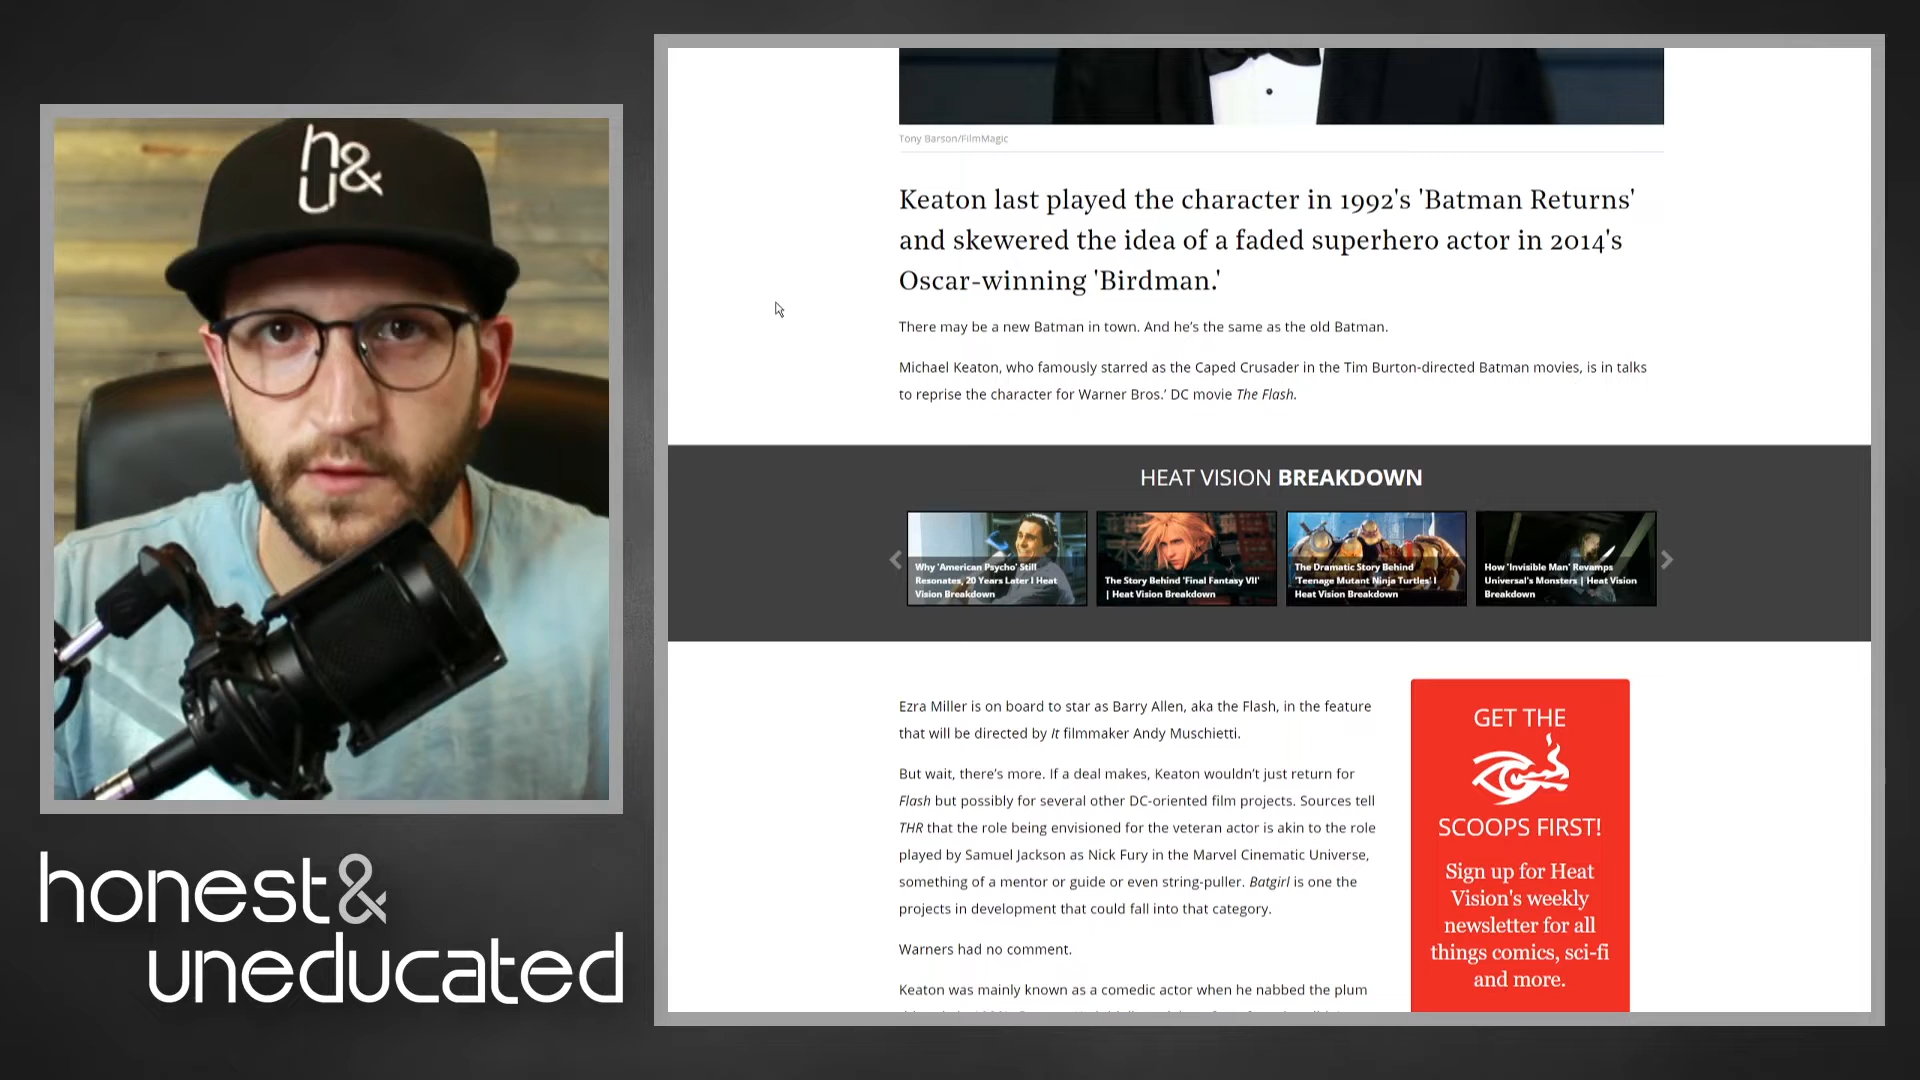 h&
u
honest&
uneducated
Tony Barson/FilmMagic
Keaton last played the character in 1992's 'Batman Returns'
and skewered the idea of a faded superhero actor in 2014's
Oscar-winning 'Birdman.'
There may be a new Batman in town. And he’s the same as the old Batman.
Michael Keaton, who famously starred as the Caped Crusader in the Tim Burton-directed Batman movies, is in talks
to reprise the character for Warner Bros.’ DC movie The Flash.
HEAT VISION BREAKDOWN
Why 'American Psycho' Still
Resonates, 20 Years Later | Heat
Vision Breakdown
The Story Behind 'Final Fantasy VII'
| Heat Vision Breakdown
The Dramatic Story Behind
'Teenage Mutant Ninja Turtles' |
Heat Vision Breakdown
How 'Invisible Man' Revamps
Universal's Monsters | Heat Vision
Breakdown
Ezra Miller is on board to star as Barry Allen, aka the Flash, in the feature
that will be directed by It filmmaker Andy Muschietti.
But wait, there’s more. If a deal makes, Keaton wouldn’t just return for
Flash but possibly for several other DC-oriented film projects. Sources tell
THR that the role being envisioned for the veteran actor is akin to the role
played by Samuel Jackson as Nick Fury in the Marvel Cinematic Universe,
something of a mentor or guide or even string-puller. Batgirl is one the
projects in development that could fall into that category.
Warners had no comment.
Keaton was mainly known as a comedic actor when he nabbed the plum
GET THE
SCOOPS FIRST!
Sign up for Heat
Vision's weekly
newsletter for all
things comics, sci-fi
and more.